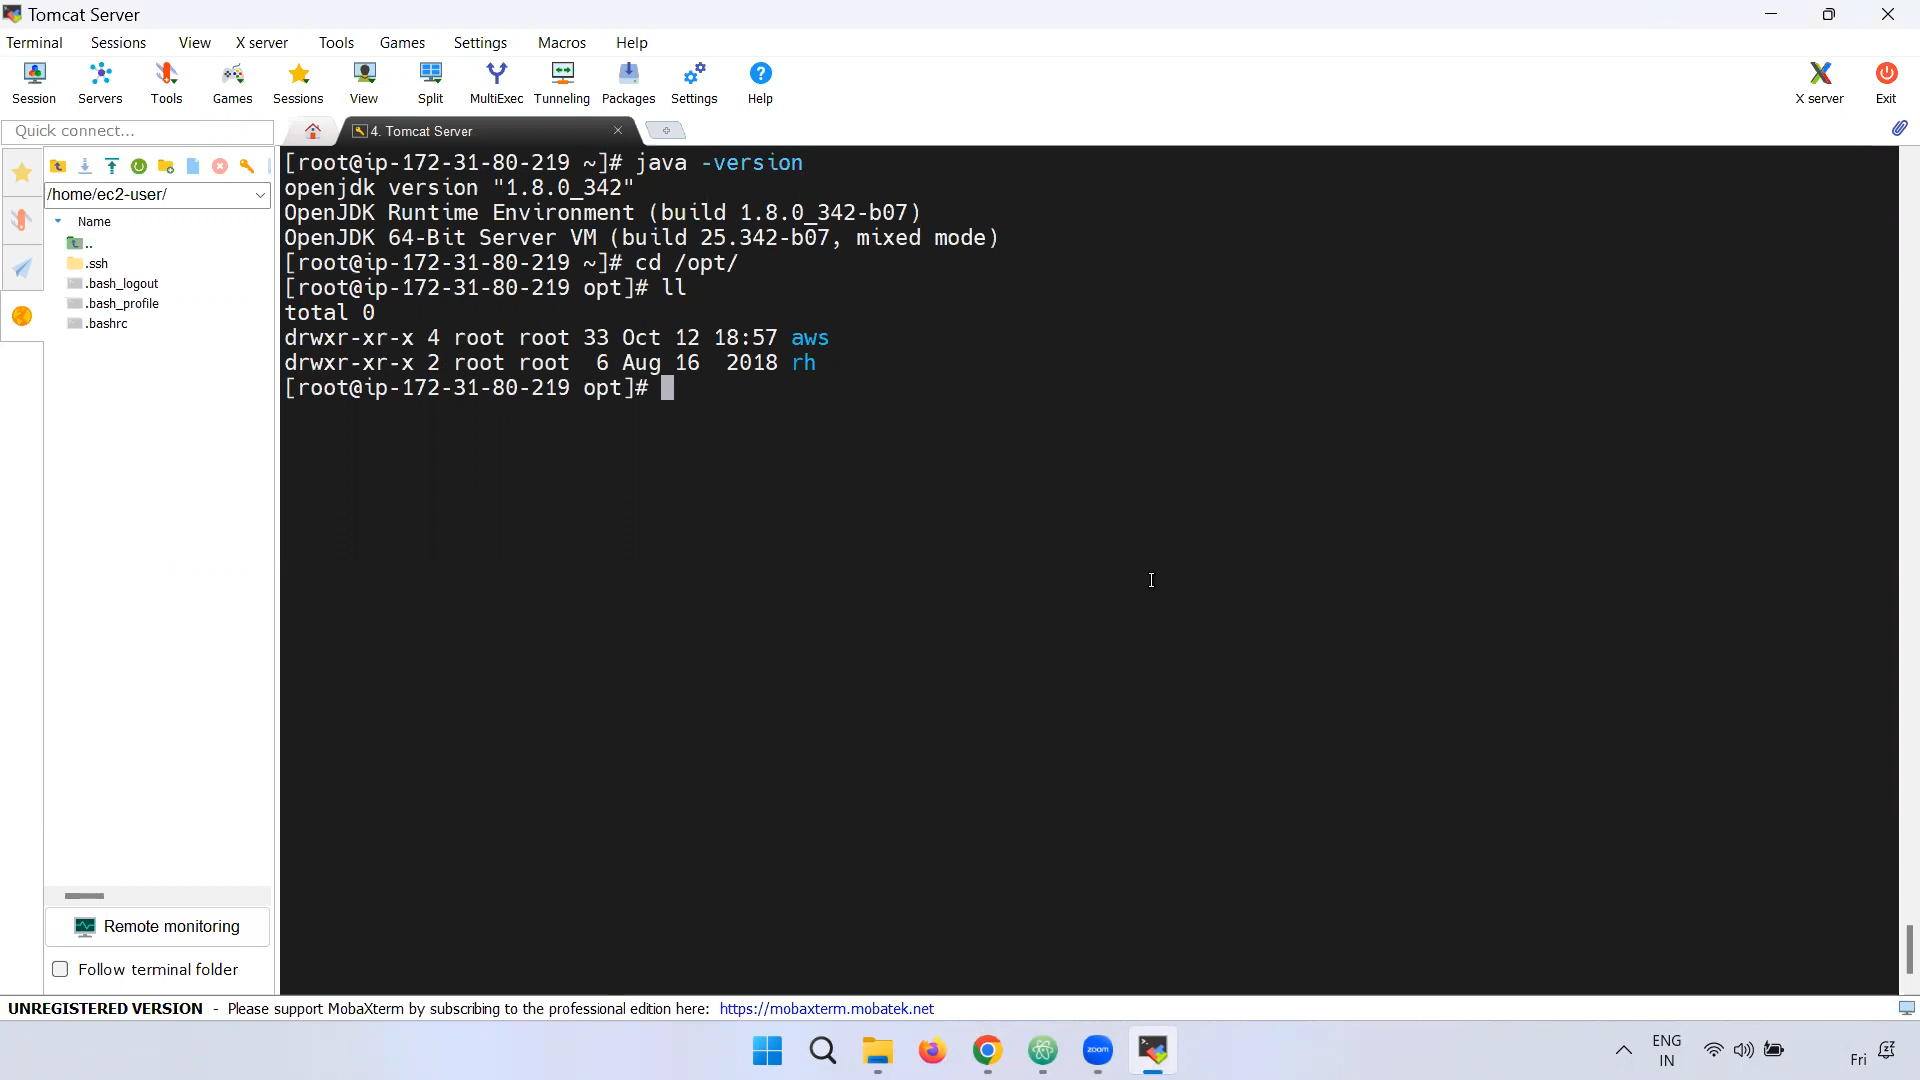 Tomcat Server
Terminal Sessions View X server Tools Games Settings Macros Help
Session Servers Tools Games Sessions View Split MultiExec Tunneling Packages Settings Help X server Exit
Quick connect...
4. Tomcat Server
/home/ec2-user/
Name
..
.ssh
.bash_logout
.bash_profile
.bashrc
[root@ip-172-31-80-219 ~]# java -version
openjdk version "1.8.0_342"
OpenJDK Runtime Environment (build 1.8.0_342-b07)
OpenJDK 64-Bit Server VM (build 25.342-b07, mixed mode)
[root@ip-172-31-80-219 ~]# cd /opt/
[root@ip-172-31-80-219 opt]# ll
total 0
drwxr-xr-x 4 root root 33 Oct 12 18:57 aws
drwxr-xr-x 2 root root  6 Aug 16  2018 rh
[root@ip-172-31-80-219 opt]#
Remote monitoring
Follow terminal folder
UNREGISTERED VERSION - Please support MobaXterm by subscribing to the professional edition here: https://mobaxterm.mobatek.net
zoom
ENG
IN
Fri